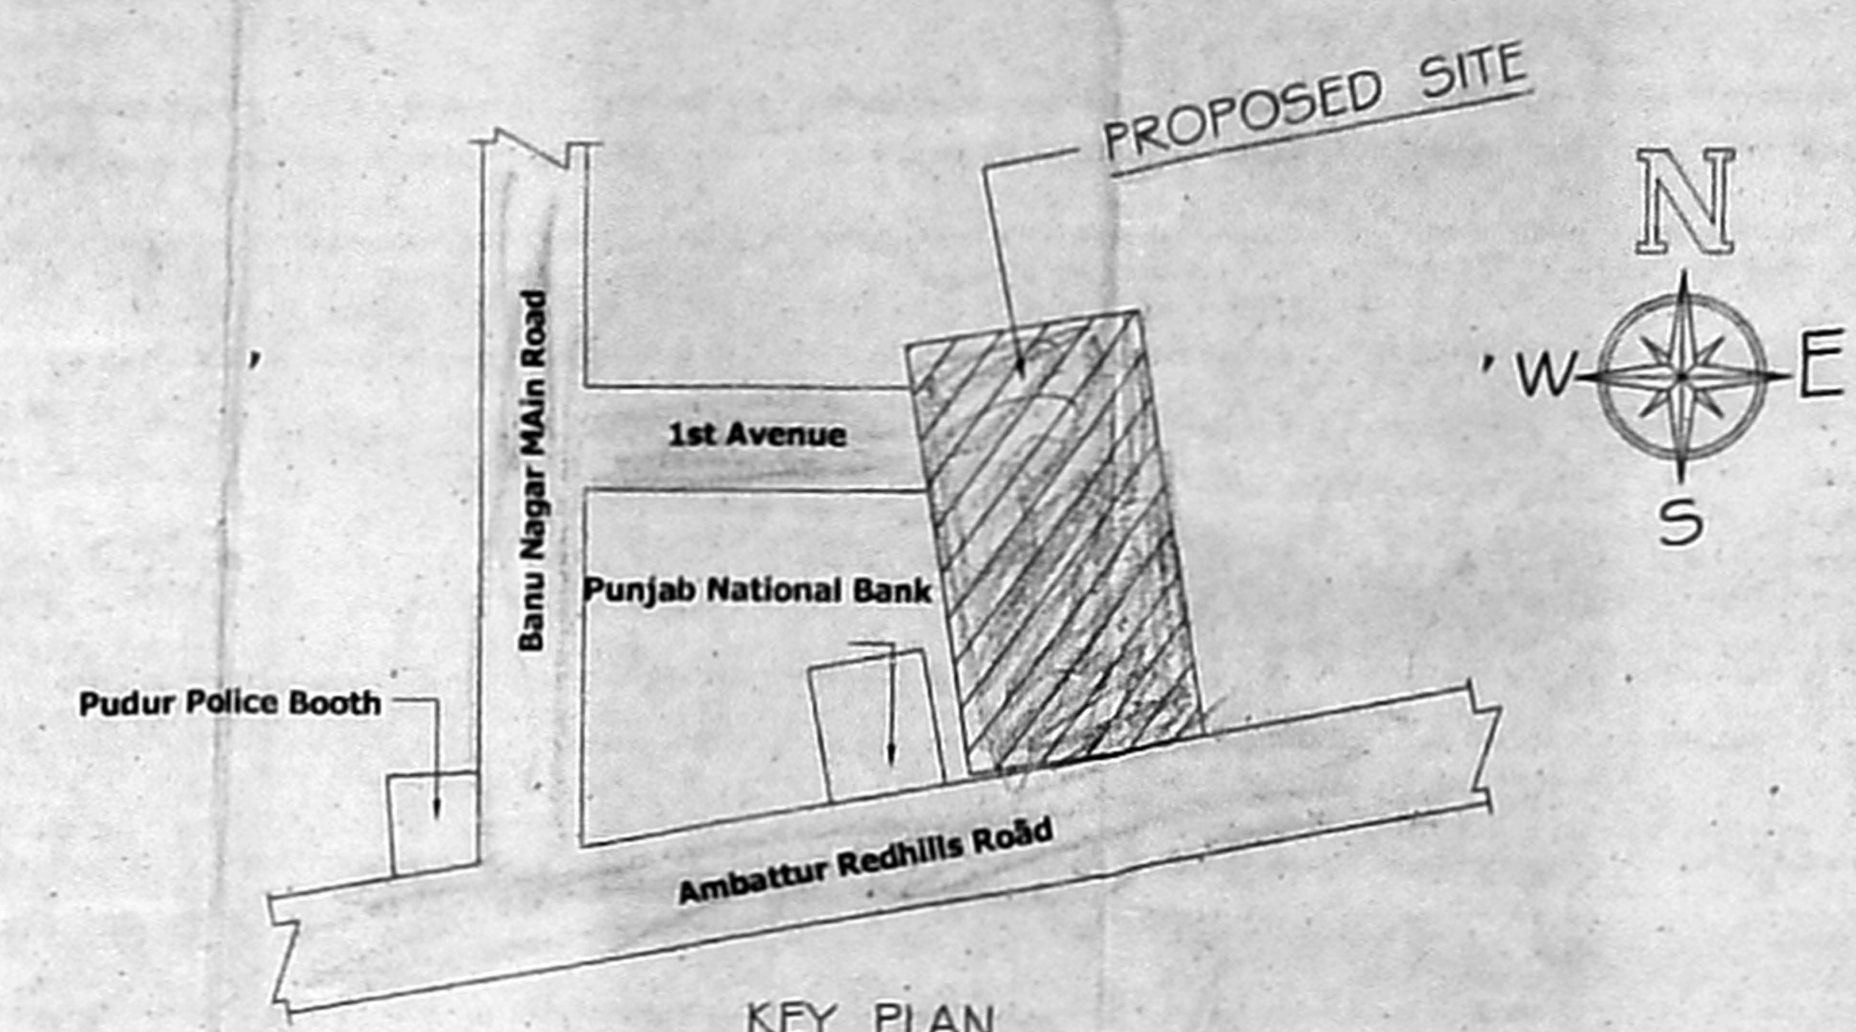 PROPOSED SITE
N
W
E
S
Banu Nagar MAin Road
1st Avenue
Punjab National Bank
Pudur Police Booth
Ambattur Redhills Road
KEY PLAN